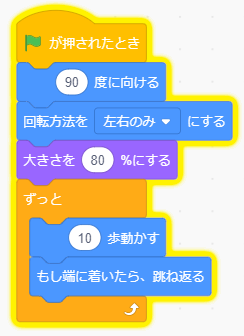 が押されたとき
90 度に向ける
回転方法を 左右のみ にする
大きさを 80 %にする
ずっと
10 歩動かす
もし端に着いたら、跳ね返る